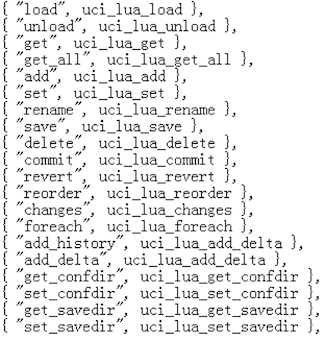 { "load", uci_lua_load },
{ "unload", uci_lua_unload },
{ "get", uci_lua_get },
{ "get_all", uci_lua_get_all },
{ "add", uci_lua_add },
{ "set", uci_lua_set },
{ "rename", uci_lua_rename },
{ "save", uci_lua_save },
{ "delete", uci_lua_delete },
{ "commit", uci_lua_commit },
{ "revert", uci_lua_revert },
{ "reorder", uci_lua_reorder },
{ "changes", uci_lua_changes },
{ "foreach", uci_lua_foreach },
{ "add_history", uci_lua_add_delta },
{ "add_delta", uci_lua_add_delta },
{ "get_confdir", uci_lua_get_confdir },
{ "set_confdir", uci_lua_set_confdir },
{ "get_savedir", uci_lua_get_savedir },
{ "set_savedir", uci_lua_set_savedir },